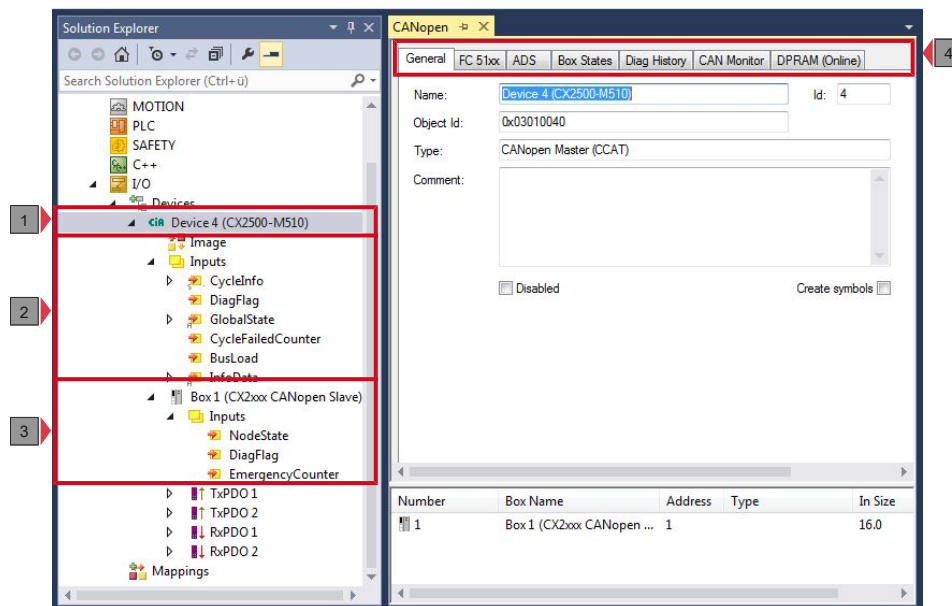 Solution Explorer
Search Solution Explorer (Ctrl+ü)
MOTION
PLC
SAFETY
C++
I/O
Devices
CiA Device 4 (CX2500-M510)
Image
Inputs
CycleInfo
DiagFlag
GlobalState
CycleFailedCounter
BusLoad
InfoData
Box 1 (CX2xxx CANopen Slave)
Inputs
NodeState
DiagFlag
EmergencyCounter
TxPDO 1
TxPDO 2
RxPDO 1
RxPDO 2
Mappings
1
2
3
CANopen
General FC 51xx ADS Box States Diag History CAN Monitor DPRAM (Online)
4
Name: Device 4 (CX2500-M510) Id: 4
Object Id: 0x03010040
Type: CANopen Master (CCAT)
Comment:
Disabled Create symbols
Number Box Name Address Type In Size
1 Box 1 (CX2xxx CANopen ... 1 16.0